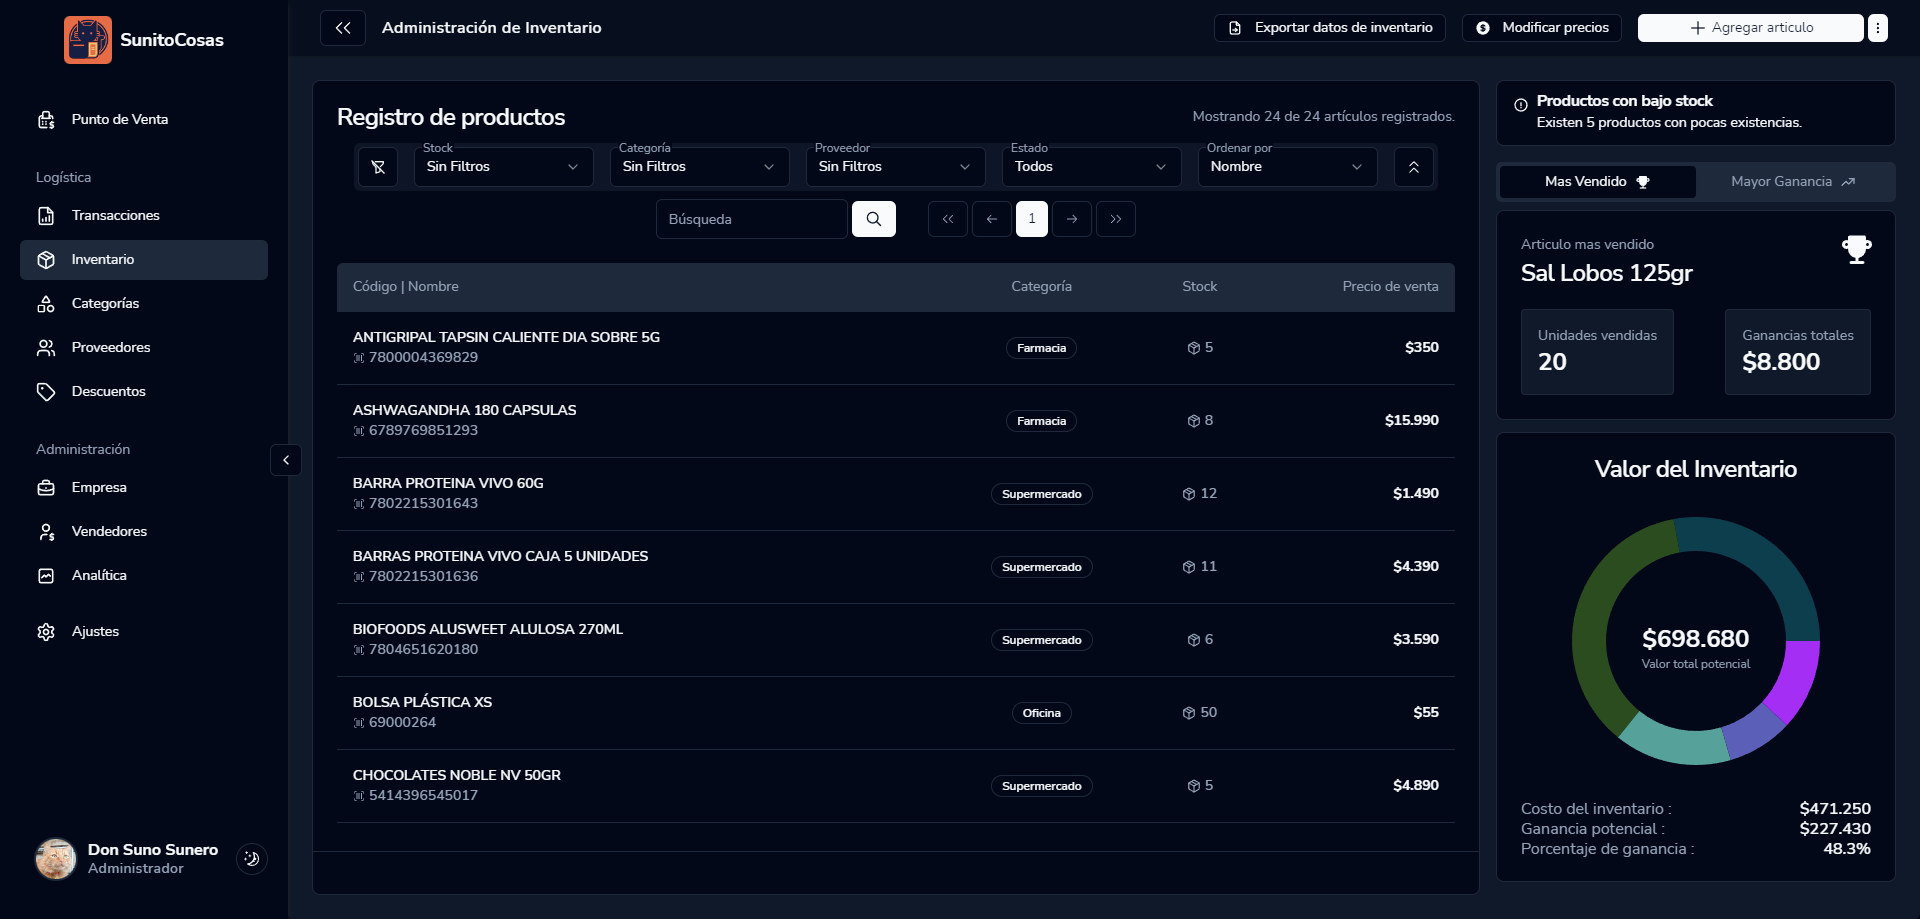 SunitoCosas
Punto de Venta
Logística
Transacciones
Inventario
Categorías
Proveedores
Descuentos
Administración
Empresa
Vendedores
Analítica
Ajustes
Don Suno Sunero
Administrador
Administración de Inventario
Exportar datos de inventario
Modificar precios
Agregar articulo
Registro de productos
Mostrando 24 de 24 artículos registrados.
Stock
Sin Filtros
Categoría
Sin Filtros
Proveedor
Sin Filtros
Estado
Todos
Ordenar por
Nombre
Búsqueda
1
Código | Nombre Categoría Stock Precio de venta
ANTIGRIPAL TAPSIN CALIENTE DIA SOBRE 5G
7800004369829
Farmacia 5 $350
ASHWAGANDHA 180 CAPSULAS
6789769851293
Farmacia 8 $15.990
BARRA PROTEINA VIVO 60G
7802215301643
Supermercado 12 $1.490
BARRAS PROTEINA VIVO CAJA 5 UNIDADES
7802215301636
Supermercado 11 $4.390
BIOFOODS ALUSWEET ALULOSA 270ML
7804651620180
Supermercado 6 $3.590
BOLSA PLÁSTICA XS
69000264
Oficina 50 $55
CHOCOLATES NOBLE NV 50GR
5414396545017
Supermercado 5 $4.890
Productos con bajo stock
Existen 5 productos con pocas existencias.
Mas Vendido
Mayor Ganancia
Articulo mas vendido
Sal Lobos 125gr
Unidades vendidas
20
Ganancias totales
$8.800
Valor del Inventario
$698.680
Valor total potencial
Costo del inventario : $471.250
Ganancia potencial : $227.430
Porcentaje de ganancia : 48.3%